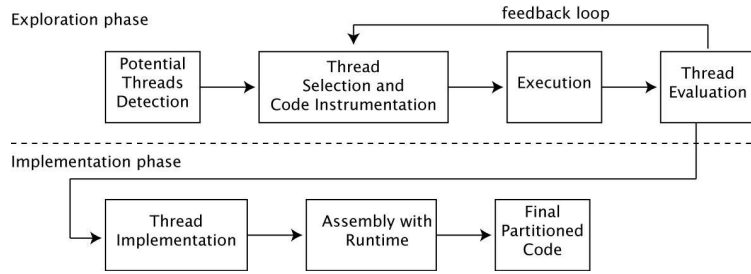 Exploration phase
feedback loop
Potential
Threads
Detection
Thread
Selection and
Code Instrumentation
Execution
Thread
Evaluation
Implementation phase
Thread
Implementation
Assembly with
Runtime
Final
Partitioned
Code